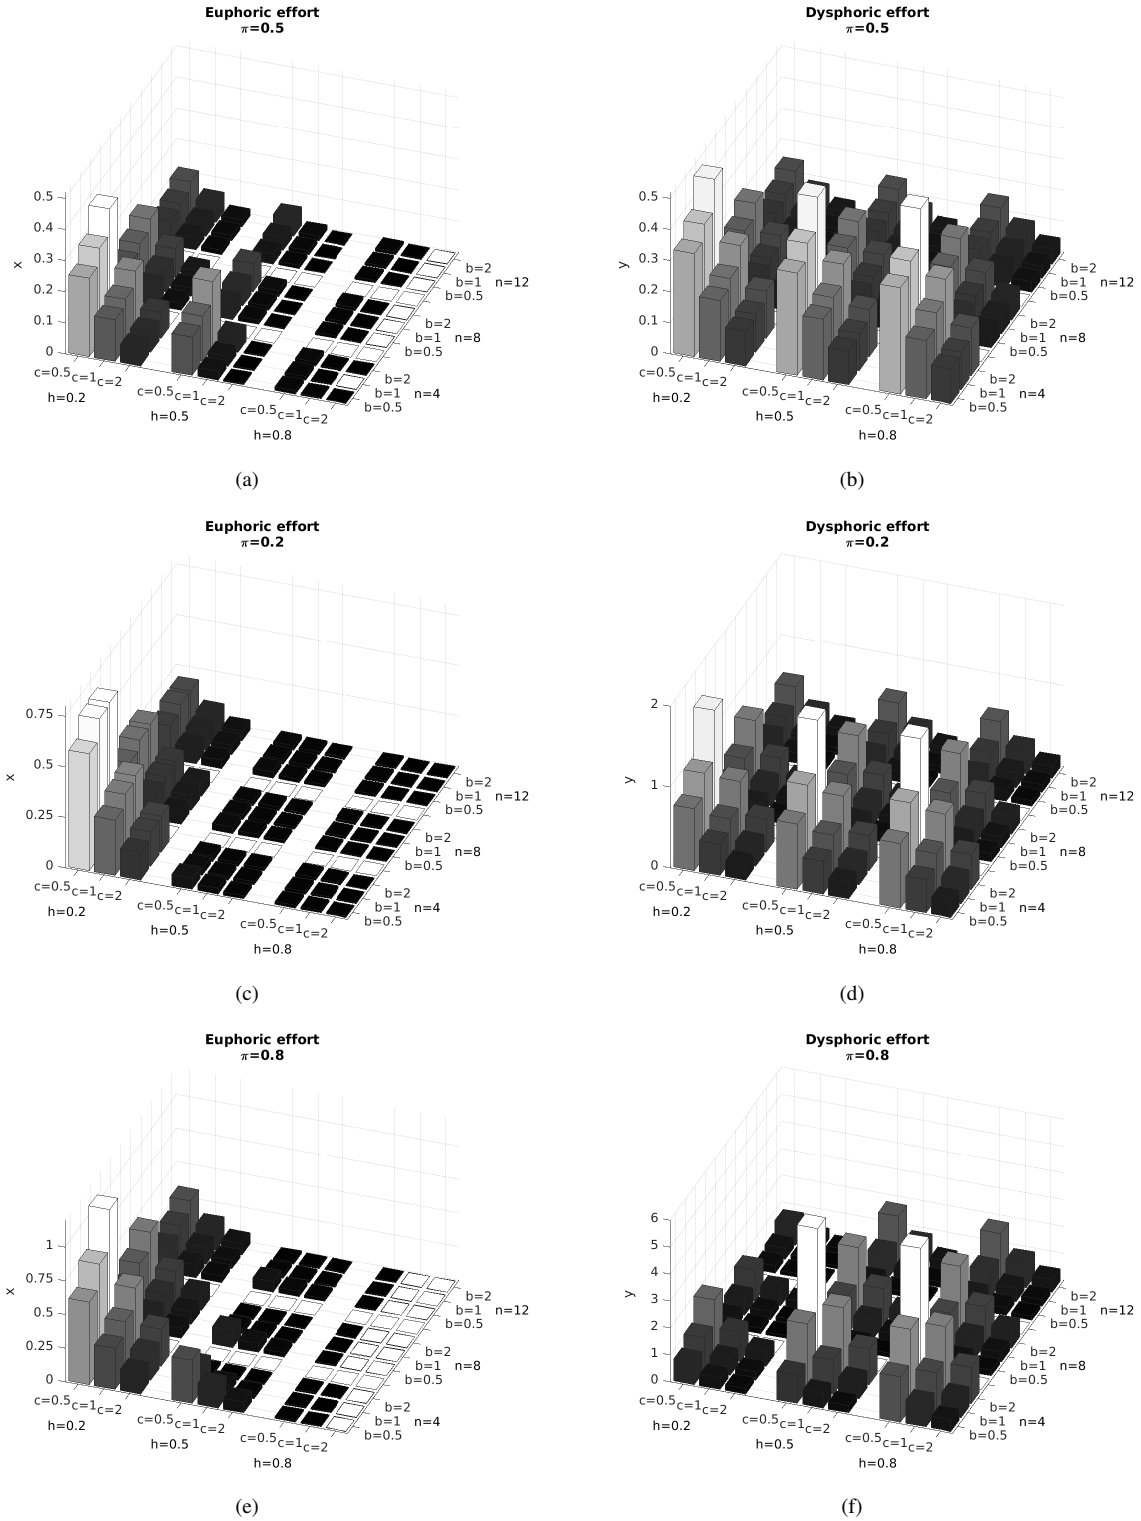 Euphoric effort
π=0.5
0.5
0.4
0.3
0.2
0.1
0
x
c=0.5 c=1 c=2
h=0.2
c=0.5 c=1 c=2
h=0.5
c=0.5 c=1 c=2
h=0.8
b=2
b=1 n=12
b=0.5
b=2
b=1 n=8
b=0.5
b=2
b=1 n=4
b=0.5
(a)
Dysphoric effort
π=0.5
0.5
0.4
0.3
0.2
0.1
0
y
c=0.5 c=1 c=2
h=0.2
c=0.5 c=1 c=2
h=0.5
c=0.5 c=1 c=2
h=0.8
b=2
b=1 n=12
b=0.5
b=2
b=1 n=8
b=0.5
b=2
b=1 n=4
b=0.5
(b)
Euphoric effort
π=0.2
0.75
0.5
0.25
0
x
c=0.5 c=1 c=2
h=0.2
c=0.5 c=1 c=2
h=0.5
c=0.5 c=1 c=2
h=0.8
b=2
b=1 n=12
b=0.5
b=2
b=1 n=8
b=0.5
b=2
b=1 n=4
b=0.5
(c)
Dysphoric effort
π=0.2
2
1
0
y
c=0.5 c=1 c=2
h=0.2
c=0.5 c=1 c=2
h=0.5
c=0.5 c=1 c=2
h=0.8
b=2
b=1 n=12
b=0.5
b=2
b=1 n=8
b=0.5
b=2
b=1 n=4
b=0.5
(d)
Euphoric effort
π=0.8
1
0.75
0.5
0.25
0
x
c=0.5 c=1 c=2
h=0.2
c=0.5 c=1 c=2
h=0.5
c=0.5 c=1 c=2
h=0.8
b=2
b=1 n=12
b=0.5
b=2
b=1 n=8
b=0.5
b=2
b=1 n=4
b=0.5
(e)
Dysphoric effort
π=0.8
6
5
4
3
2
1
0
y
c=0.5 c=1 c=2
h=0.2
c=0.5 c=1 c=2
h=0.5
c=0.5 c=1 c=2
h=0.8
b=2
b=1 n=12
b=0.5
b=2
b=1 n=8
b=0.5
b=2
b=1 n=4
b=0.5
(f)